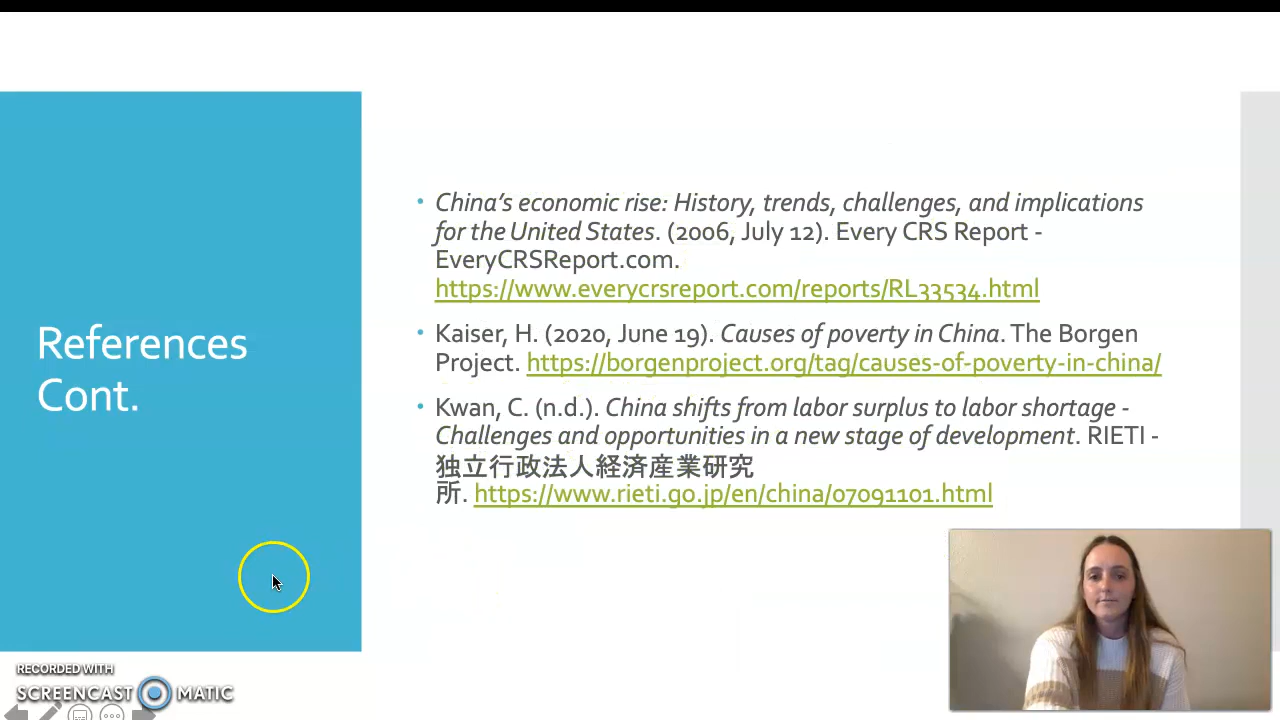 References
Cont.
• China's economic rise: History, trends, challenges, and implications
for the United States. (2006, July 12). Every CRS Report -
EveryCRSReport.com.
https://www.everycrsreport.com/reports/RL33534.html
• Kaiser, H. (2020, June 19). Causes of poverty in China. The Borgen
Project. https://borgenproject.org/tag/causes-of-poverty-in-china/
• Kwan, C. (n.d.). China shifts from labor surplus to labor shortage -
Challenges and opportunities in a new stage of development. RIETI -
独立行政法人経済産業研究
所. https://www.rieti.go.jp/en/china/07091101.html
RECORDED WITH
SCREENCAST MATIC